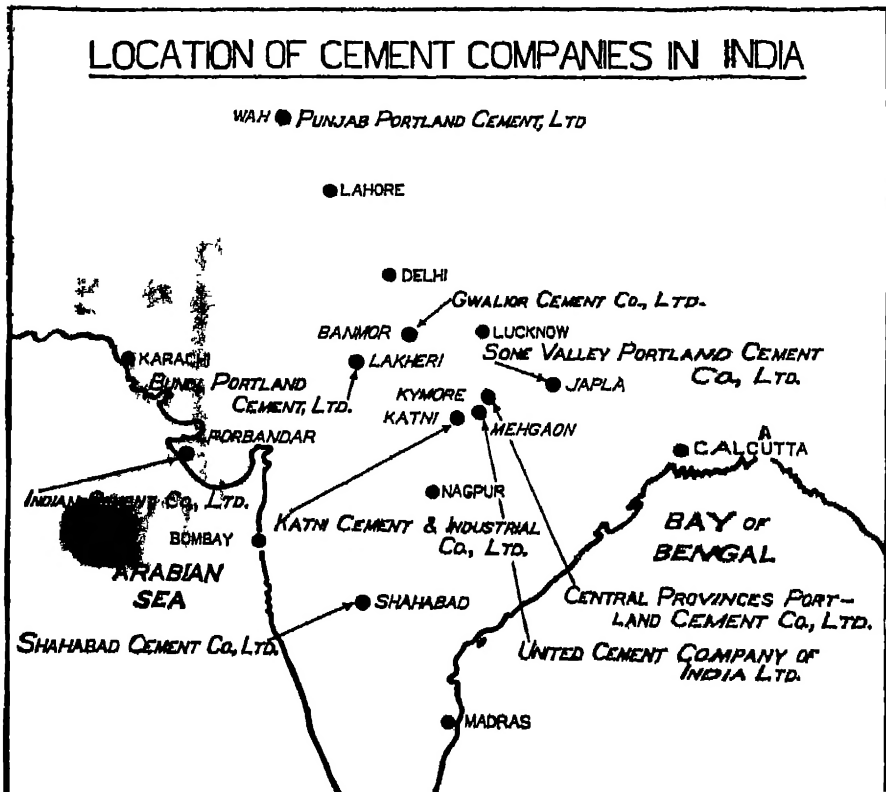 LOCATION OF CEMENT COMPANIES IN INDIA
WAH PUNJAB PORTLAND CEMENT, LTD
LAHORE
DELHI
GWALIOR CEMENT CO., LTD.
BANMOR
LUCKNOW
LAKHERI
SONE VALLEY PORTLAND CEMENT
CO., LTD.
KARACHI
JAPLA
BUNDI PORTLAND
CEMENT, LTD.
KYMORE
KATNI
MEHGAON
PORBANDAR
CALCUTTA
INDIAN CEMENT CO., LTD.
NAGPUR
BOMBAY
KATNI CEMENT & INDUSTRIAL
CO., LTD.
BAY OF
BENGAL
ARABIAN
SEA
SHAHABAD
CENTRAL PROVINCES PORT-
LAND CEMENT CO., LTD.
SHAHABAD CEMENT CO., LTD.
UNITED CEMENT COMPANY OF
INDIA LTD.
MADRAS